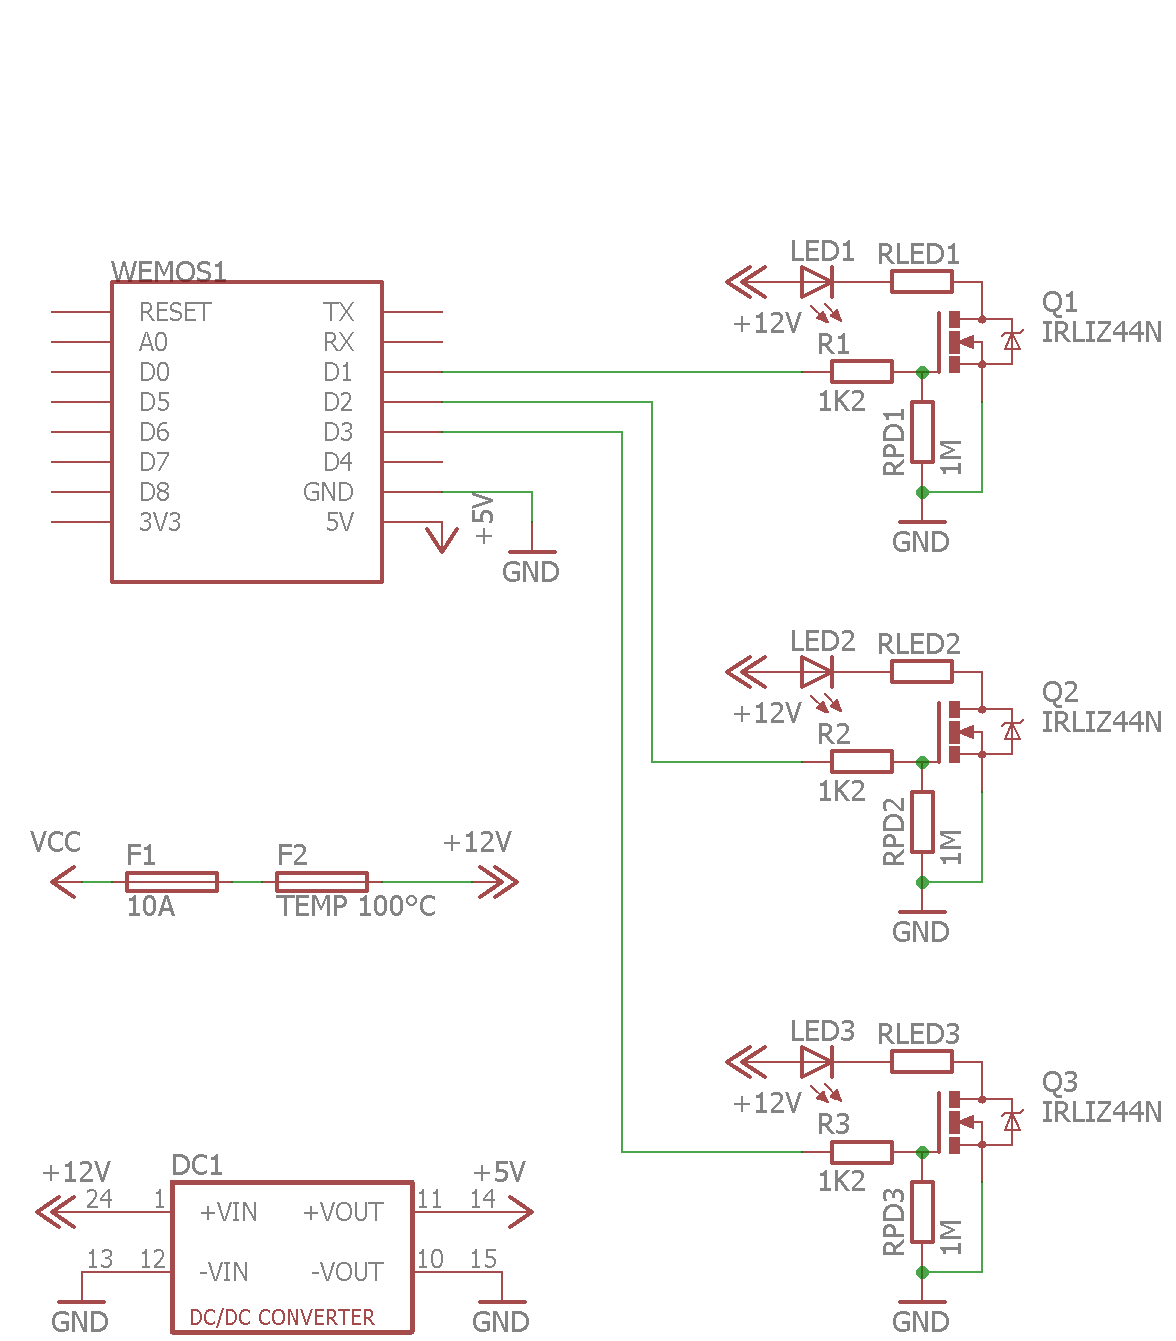 WEMOS1
RESET TX
A0 RX
D0 D1
D5 D2
D6 D3
D7 D4
D8 GND
3V3 5V
+5V
GND
LED1 RLED1
+12V
R1
1K2
Q1
IRLIZ44N
RPD1
1M
GND
LED2 RLED2
+12V
R2
1K2
Q2
IRLIZ44N
RPD2
1M
GND
VCC
F1
10A
F2
TEMP 100°C
+12V
LED3 RLED3
+12V
R3
1K2
Q3
IRLIZ44N
RPD3
1M
GND
+12V
DC1
+5V
24 1 +VIN +VOUT 11 14
13 12 -VIN -VOUT 10 15
GND
DC/DC CONVERTER
GND